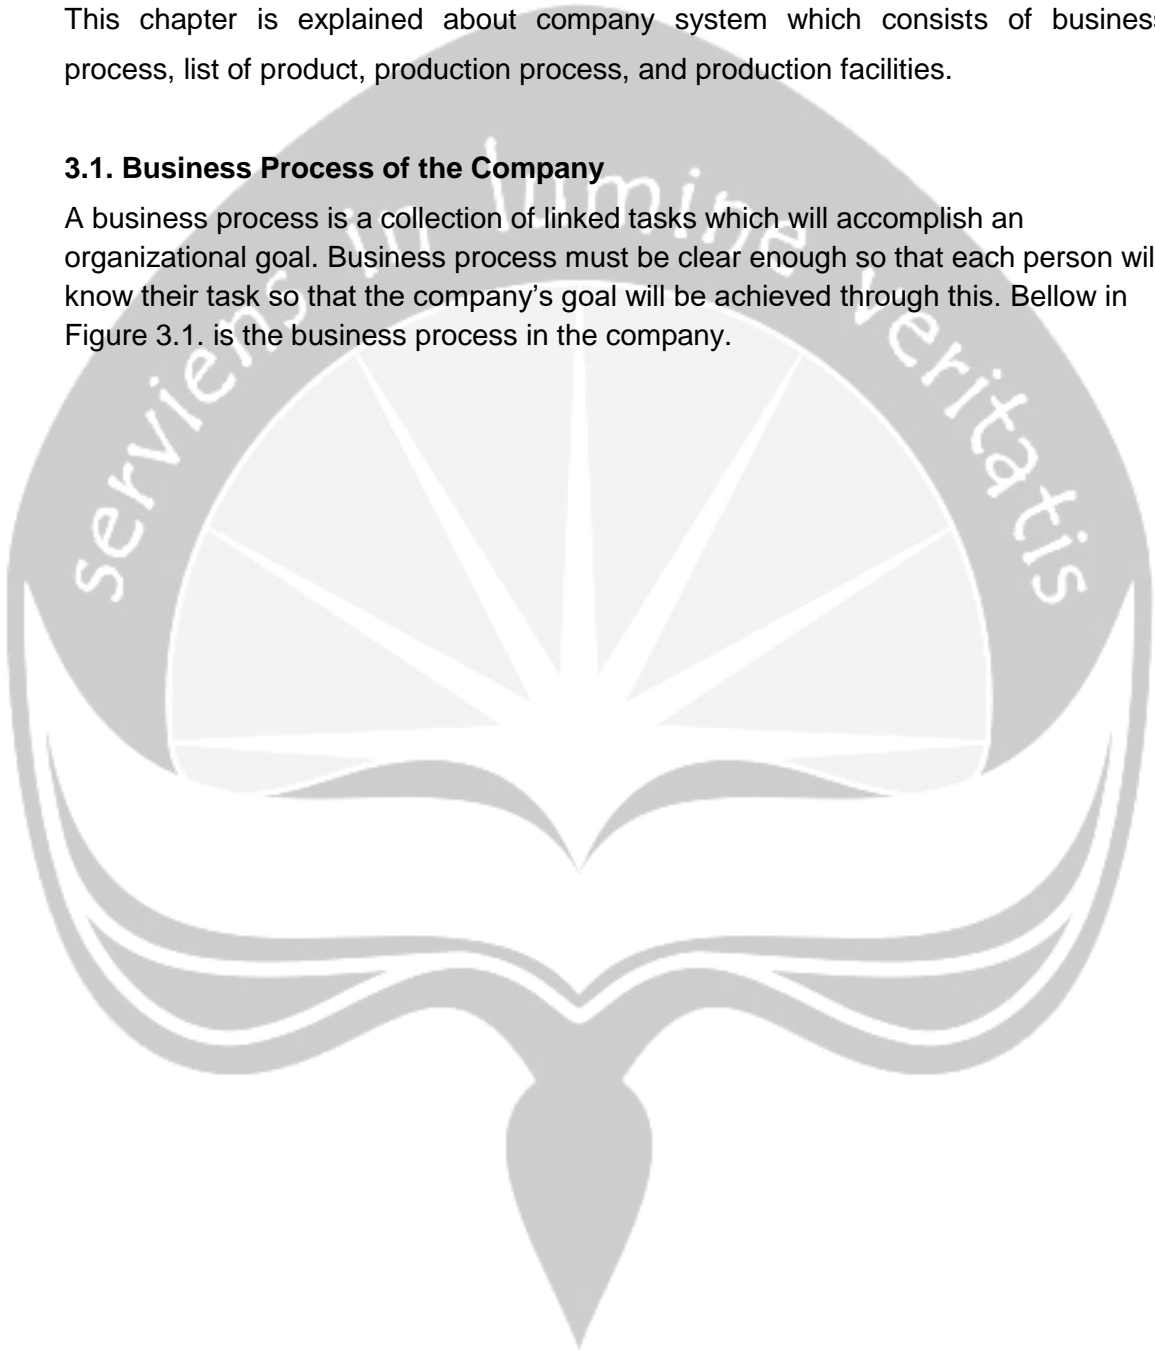 This chapter is explained about company system which consists of busines
process, list of product, production process, and production facilities.
3.1. Business Process of the Company
A business process is a collection of linked tasks which will accomplish an
organizational goal. Business process must be clear enough so that each person wil
know their task so that the company's goal will be achieved through this. Bellow in
Figure 3.1. is the business process in the company.
serviens in lumine veritatis